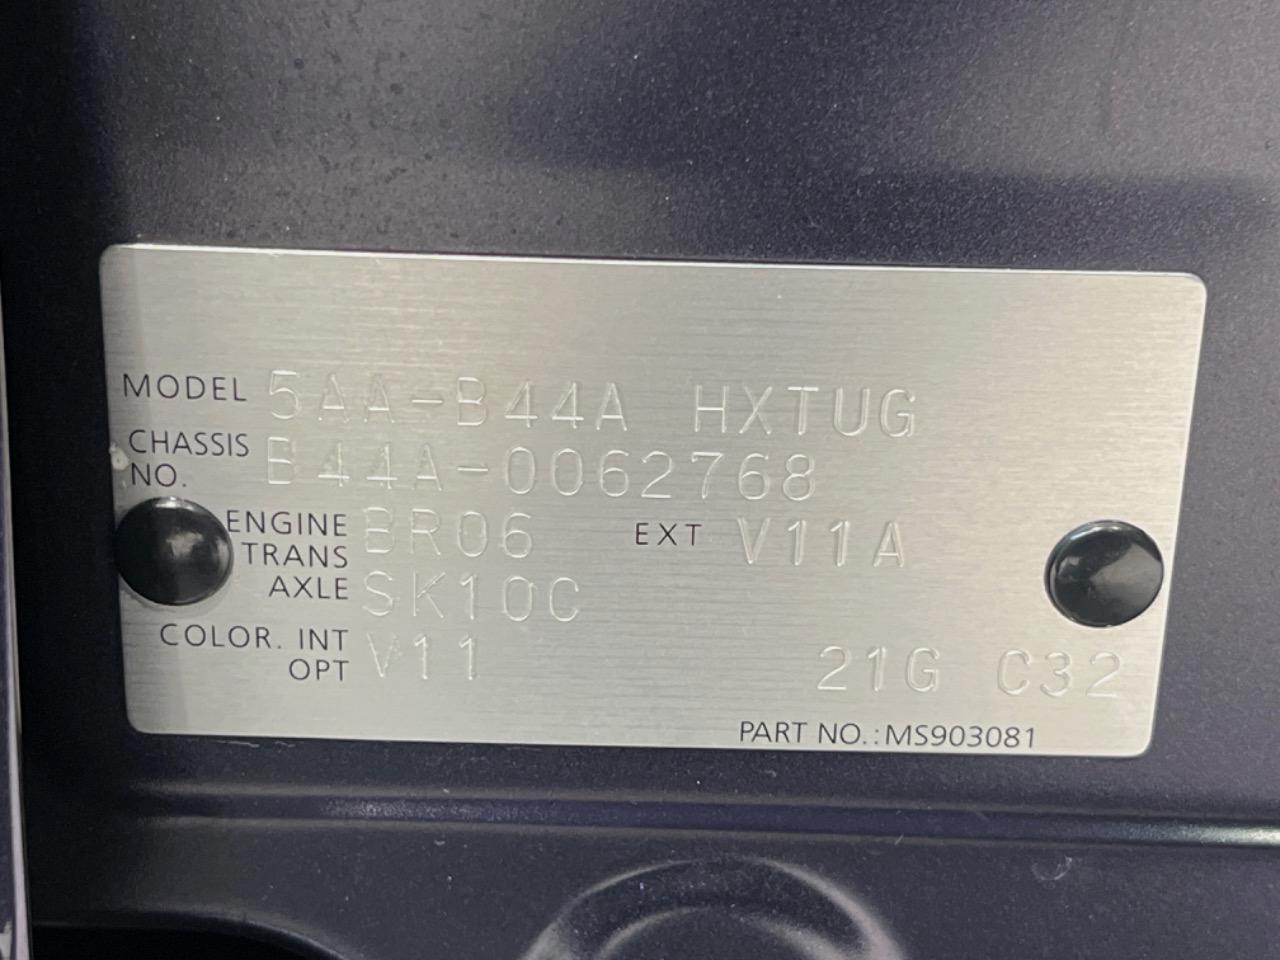 MODEL 5AA-B44A HXTUG
CHASSIS NO. B44A-0062768
ENGINE BR06 EXT V11A
TRANS AXLE SK10C
COLOR. INT V11
OPT 21G C32
PART NO.:MS903081